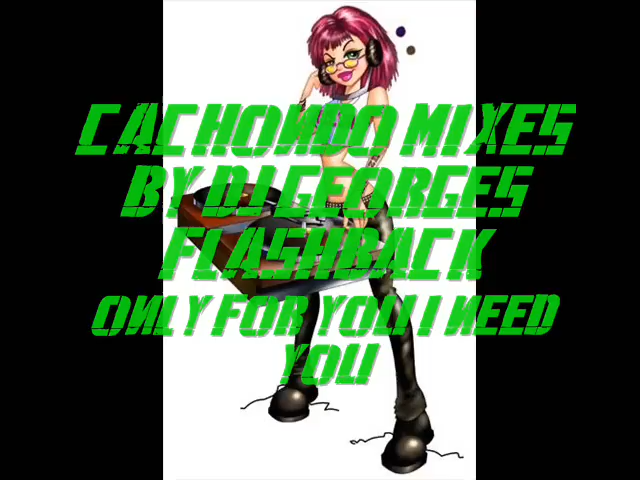 CACHONDO MIXES
BY DJ GEORGES
FLASHBACK
ONLY FOR YOU I NEED
YOU